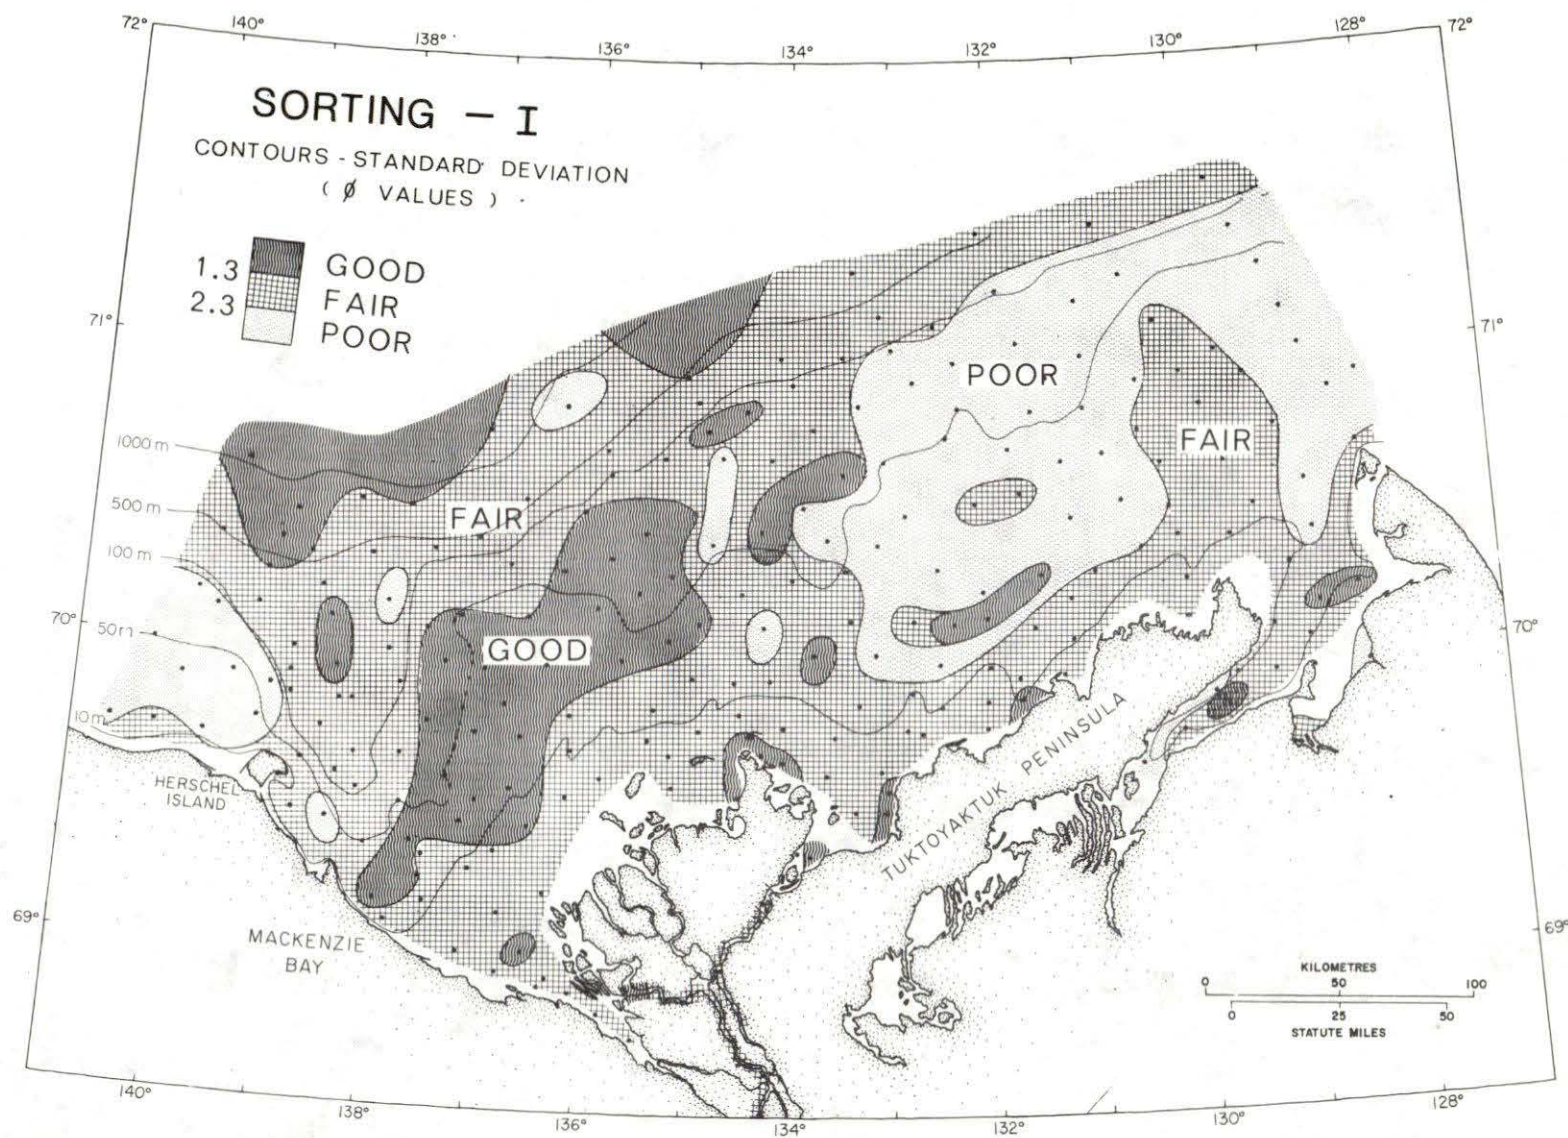 72° 140° 138° 136° 134° 132° 130° 128° 72°
SORTING – I
CONTOURS - STANDARD DEVIATION
( Ø VALUES )
1.3 GOOD
2.3 FAIR
POOR
71° 71°
POOR
FAIR
1000 m
500 m
FAIR
100 m
70° 70°
50 m
GOOD
10 m
HERSCHEL
ISLAND
TUKTOYAKTUK PENINSULA
69° 69°
MACKENZIE
BAY
KILOMETRES
0 50 100
0 25 50
STATUTE MILES
140° 138° 136° 134° 132° 130° 128°